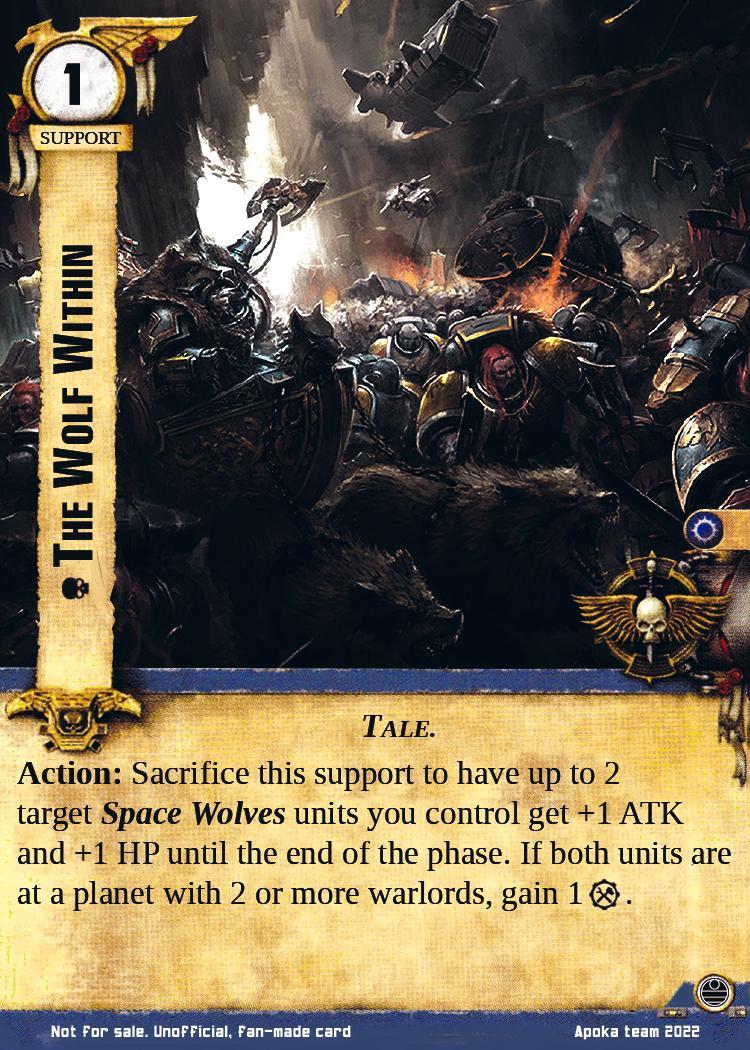 1
SUPPORT
THE WOLF WITHIN
TALE.
Action: Sacrifice this support to have up to 2
target Space Wolves units you control get +1 ATK
and +1 HP until the end of the phase. If both units are
at a planet with 2 or more warlords, gain 1 .
Not for sale. Unofficial, fan-made card
Apoka team 2022